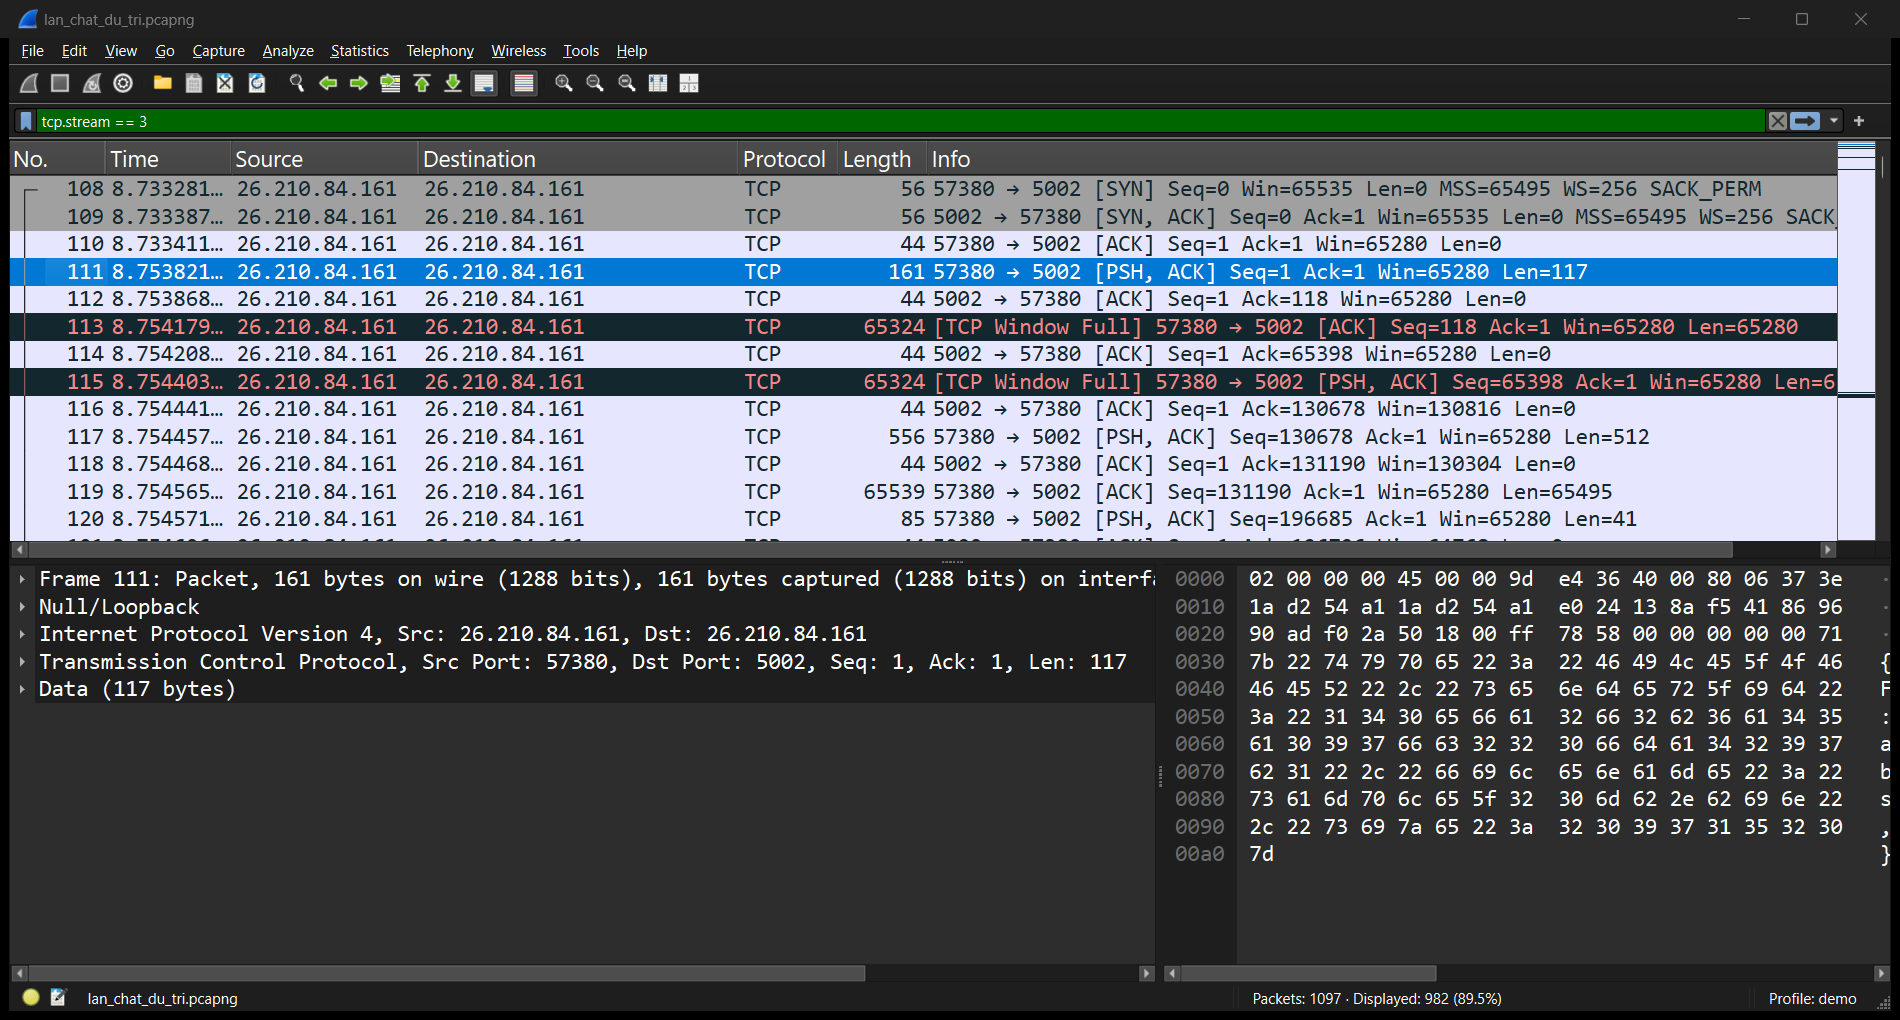 lan_chat_du_tri.pcapng
File Edit View Go Capture Analyze Statistics Telephony Wireless Tools Help
tcp.stream == 3
No. Time Source Destination Protocol Length Info
108 8.733281… 26.210.84.161 26.210.84.161 TCP 56 57380 → 5002 [SYN] Seq=0 Win=65535 Len=0 MSS=65495 WS=256 SACK_PERM
109 8.733387… 26.210.84.161 26.210.84.161 TCP 56 5002 → 57380 [SYN, ACK] Seq=0 Ack=1 Win=65535 Len=0 MSS=65495 WS=256 SACK_
110 8.733411… 26.210.84.161 26.210.84.161 TCP 44 57380 → 5002 [ACK] Seq=1 Ack=1 Win=65280 Len=0
111 8.753821… 26.210.84.161 26.210.84.161 TCP 161 57380 → 5002 [PSH, ACK] Seq=1 Ack=1 Win=65280 Len=117
112 8.753868… 26.210.84.161 26.210.84.161 TCP 44 5002 → 57380 [ACK] Seq=1 Ack=118 Win=65280 Len=0
113 8.754179… 26.210.84.161 26.210.84.161 TCP 65324 [TCP Window Full] 57380 → 5002 [ACK] Seq=118 Ack=1 Win=65280 Len=65280
114 8.754208… 26.210.84.161 26.210.84.161 TCP 44 5002 → 57380 [ACK] Seq=1 Ack=65398 Win=65280 Len=0
115 8.754403… 26.210.84.161 26.210.84.161 TCP 65324 [TCP Window Full] 57380 → 5002 [PSH, ACK] Seq=65398 Ack=1 Win=65280 Len=6
116 8.754441… 26.210.84.161 26.210.84.161 TCP 44 5002 → 57380 [ACK] Seq=1 Ack=130678 Win=130816 Len=0
117 8.754457… 26.210.84.161 26.210.84.161 TCP 556 57380 → 5002 [PSH, ACK] Seq=130678 Ack=1 Win=65280 Len=512
118 8.754468… 26.210.84.161 26.210.84.161 TCP 44 5002 → 57380 [ACK] Seq=1 Ack=131190 Win=130304 Len=0
119 8.754565… 26.210.84.161 26.210.84.161 TCP 65539 57380 → 5002 [ACK] Seq=131190 Ack=1 Win=65280 Len=65495
120 8.754571… 26.210.84.161 26.210.84.161 TCP 85 57380 → 5002 [PSH, ACK] Seq=196685 Ack=1 Win=65280 Len=41
Frame 111: Packet, 161 bytes on wire (1288 bits), 161 bytes captured (1288 bits) on interfa
Null/Loopback
Internet Protocol Version 4, Src: 26.210.84.161, Dst: 26.210.84.161
Transmission Control Protocol, Src Port: 57380, Dst Port: 5002, Seq: 1, Ack: 1, Len: 117
Data (117 bytes)
0000 02 00 00 00 45 00 00 9d e4 36 40 00 80 06 37 3e ·
0010 1a d2 54 a1 1a d2 54 a1 e0 24 13 8a f5 41 86 96 ·
0020 90 ad f0 2a 50 18 00 ff 78 58 00 00 00 00 00 71 ·
0030 7b 22 74 79 70 65 22 3a 22 46 49 4c 45 5f 4f 46 {
0040 46 45 52 22 2c 22 73 65 6e 64 65 72 5f 69 64 22 F
0050 3a 22 31 34 30 65 66 61 32 66 32 62 36 61 34 35 :
0060 61 30 39 37 66 63 32 32 30 66 64 61 34 32 39 37 a
0070 62 31 22 2c 22 66 69 6c 65 6e 61 6d 65 22 3a 22 b
0080 73 61 6d 70 6c 65 5f 32 30 6d 62 2e 62 69 6e 22 s
0090 2c 22 73 69 7a 65 22 3a 32 30 39 37 31 35 32 30 ,
00a0 7d }
lan_chat_du_tri.pcapng
Packets: 1097 · Displayed: 982 (89.5%)
Profile: demo